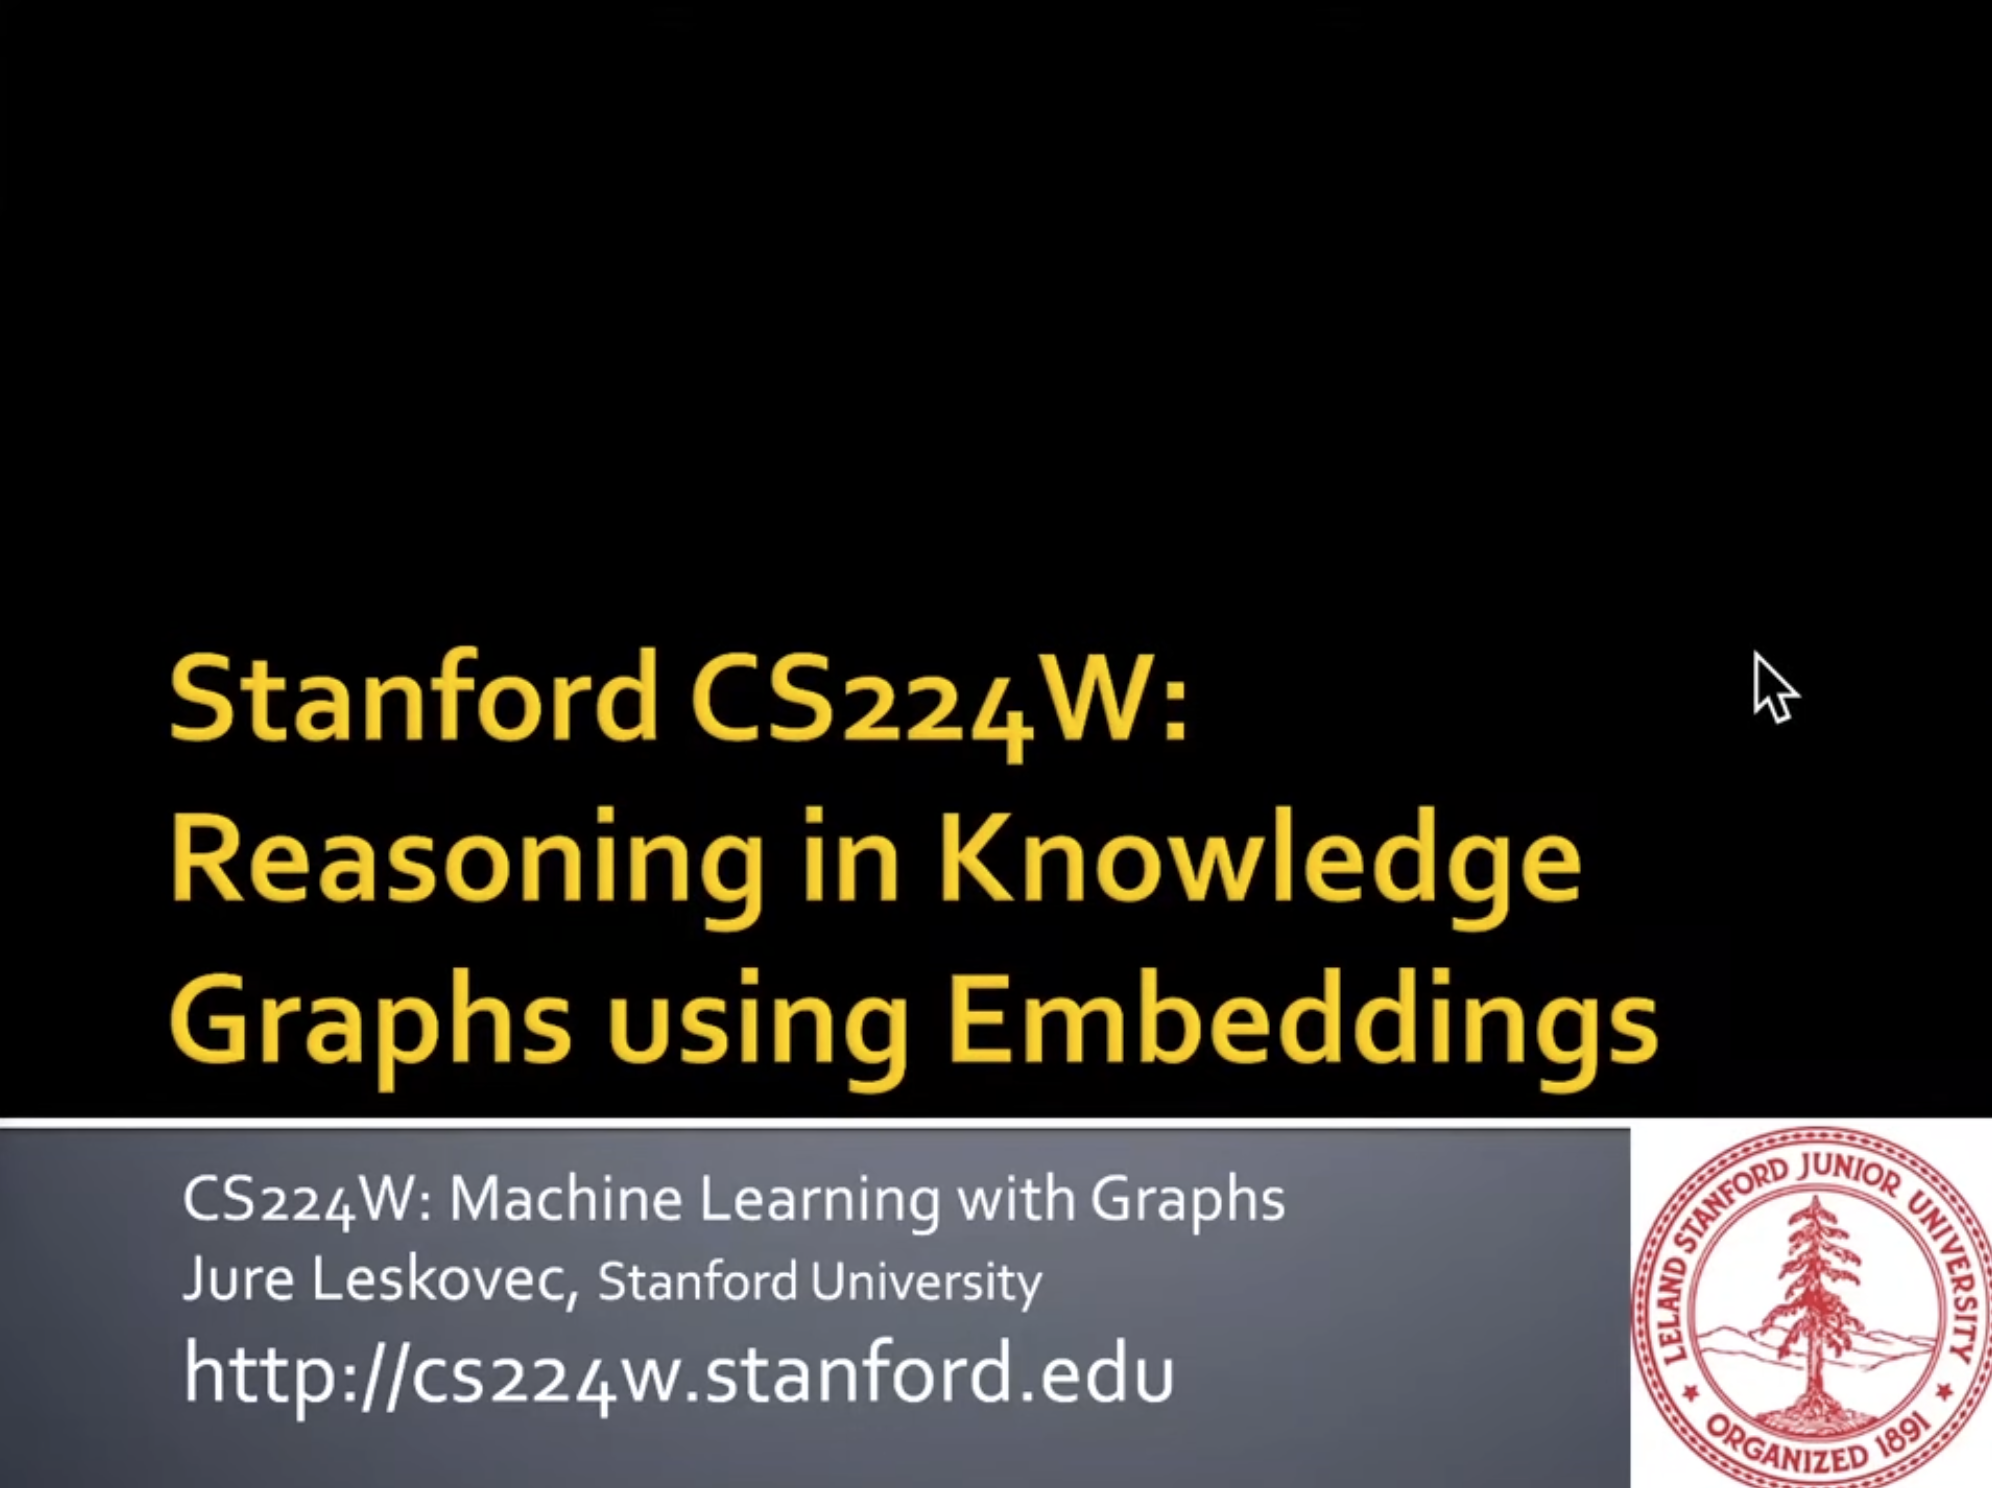 Stanford CS224W:
Reasoning in Knowledge
Graphs using Embeddings
CS224W: Machine Learning with Graphs
Jure Leskovec, Stanford University
http://cs224w.stanford.edu
LELAND STANFORD JUNIOR UNIVERSITY
ORGANIZED 1891